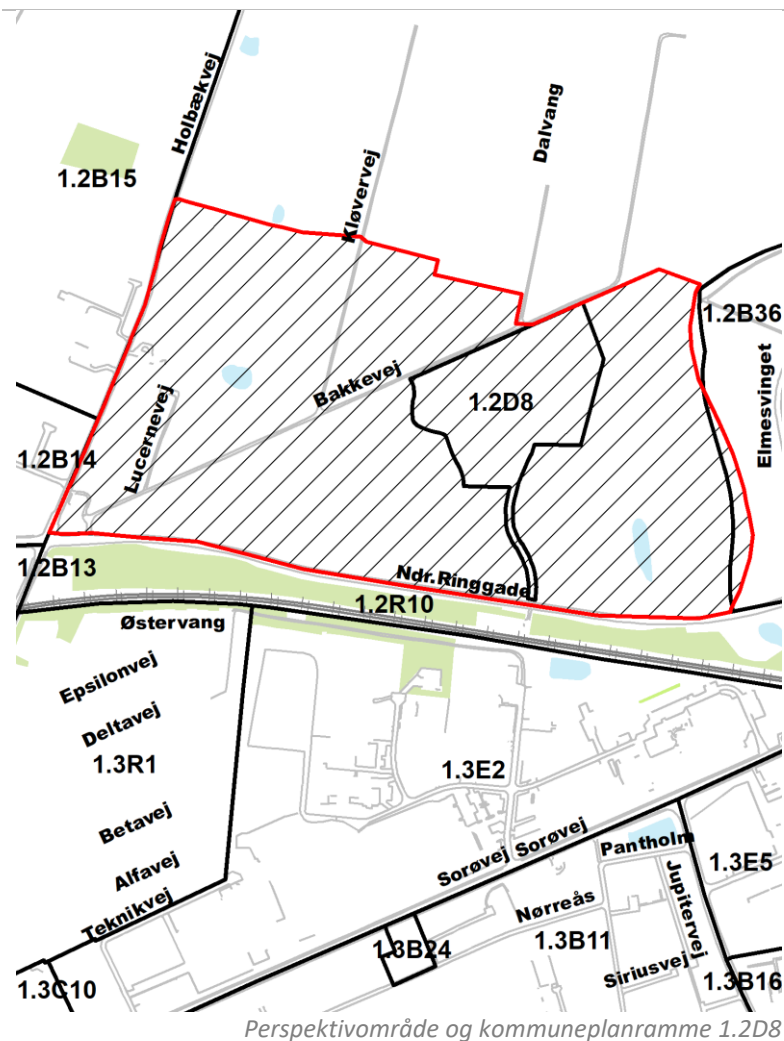 Holbækvej
1.2B15
Kløvervej
Dalvang
1.2B36
Elmesvinget
Bakkevej
1.2D8
Lucernevej
1.2B14
1.2B13
Ndr.Ringgade
1.2R10
Østervang
Epsilonvej
Deltavej
1.3R1
1.3E2
Betavej
Alfavej
Teknikvej
Sorøvej
Sorøvej
Pantholm
1.3E5
Jupitervej
Nørreås
1.3B24
1.3B11
Siriusvej
1.3B16
1.3C10
Perspektivområde og kommuneplanramme 1.2D8